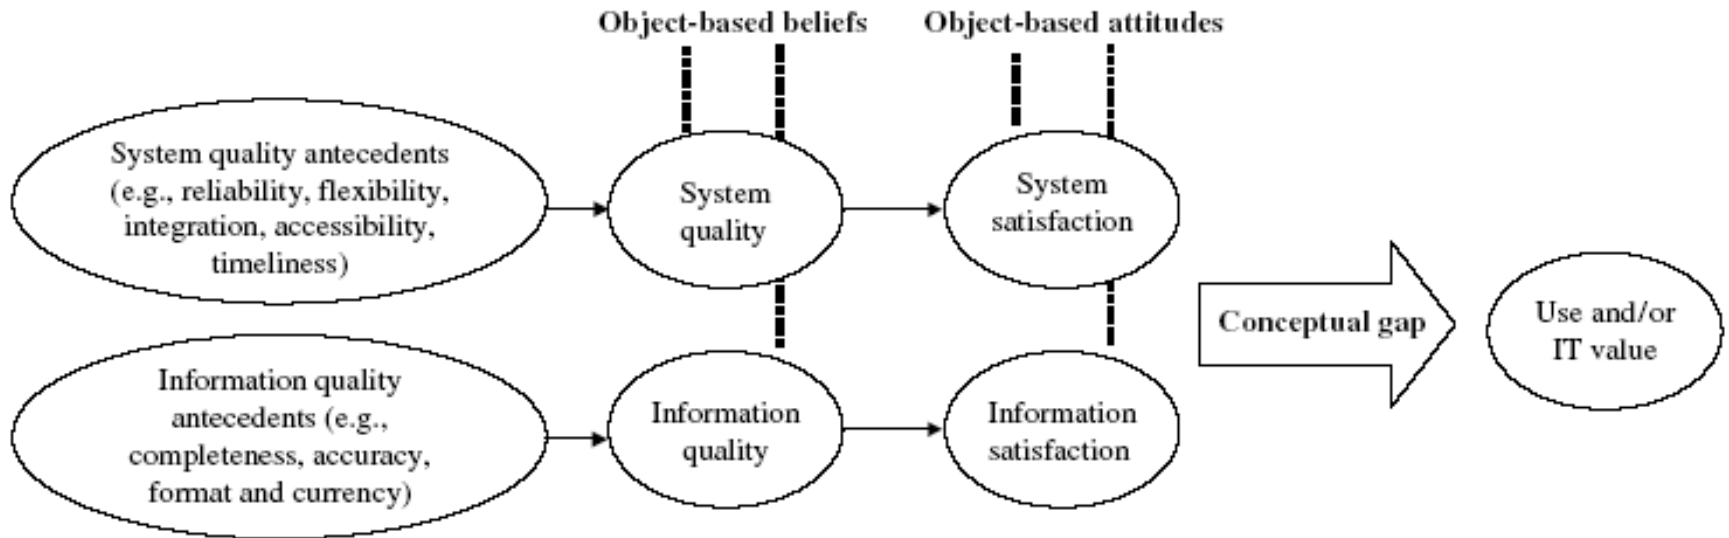 Object-based beliefs
Object-based attitudes
System quality antecedents
(e.g., reliability, flexibility,
integration, accessibility,
timeliness)
System
quality
System
satisfaction
Information quality
antecedents (e.g.,
completeness, accuracy,
format and currency)
Information
quality
Information
satisfaction
Conceptual gap
Use and/or
IT value